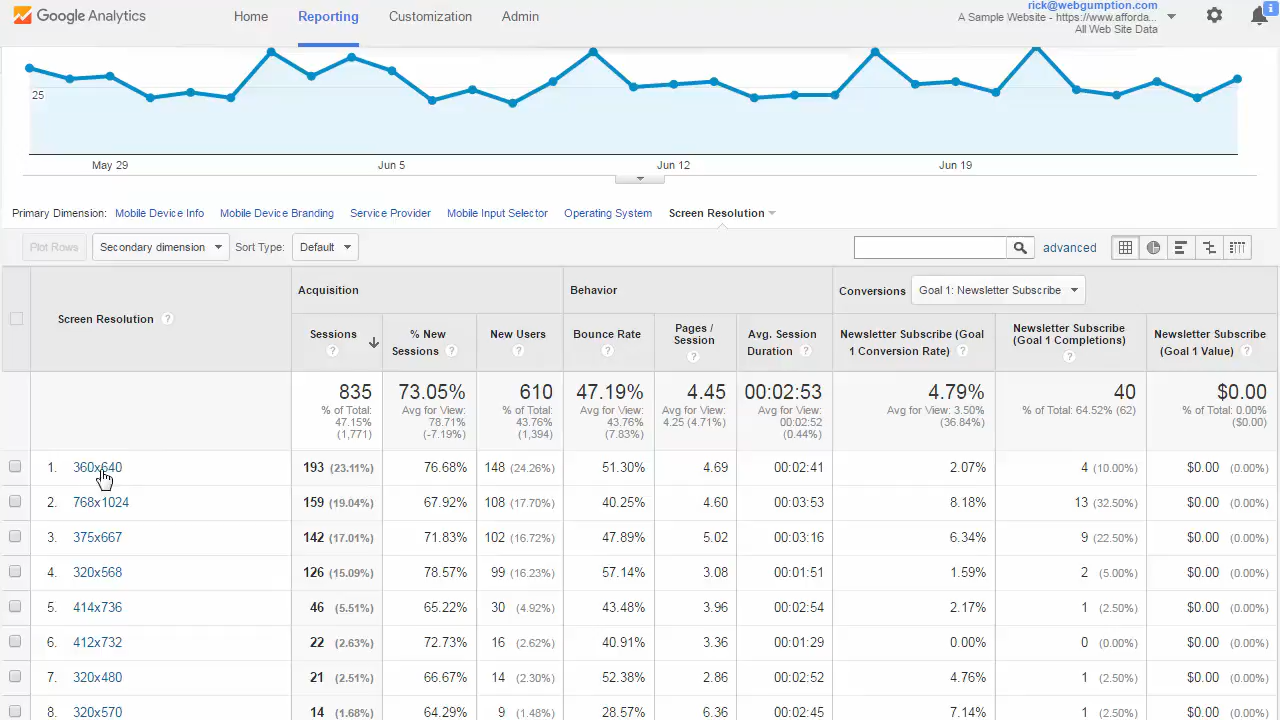 Google Analytics
Home Reporting Customization Admin
rick@webgumption.com
A Sample Website - https://www.afforda...
All Web Site Data
i
25
May 29 Jun 5 Jun 12 Jun 19
Primary Dimension: Mobile Device Info Mobile Device Branding Service Provider Mobile Input Selector Operating System Screen Resolution
Plot Rows Secondary dimension Sort Type: Default advanced
Acquisition Behavior Conversions Goal 1: Newsletter Subscribe
Screen Resolution ?
Sessions ?
% New Sessions ?
New Users ?
Bounce Rate ?
Pages / Session ?
Avg. Session Duration ?
Newsletter Subscribe (Goal 1 Conversion Rate) ?
Newsletter Subscribe (Goal 1 Completions) ?
Newsletter Subscribe (Goal 1 Value) ?
835 73.05% 610 47.19% 4.45 00:02:53 4.79% 40 $0.00
% of Total: Avg for View: % of Total: Avg for View: Avg for View: Avg for View: Avg for View: 3.50% % of Total: 64.52% (62) % of Total: 0.00%
47.15% 78.71% 43.76% 43.76% 4.25 (4.71%) 00:02:52 (36.84%) ($0.00)
(1,771) (-7.19%) (1,394) (7.83%) (0.44%)
1. 360x640 193 (23.11%) 76.68% 148 (24.26%) 51.30% 4.69 00:02:41 2.07% 4 (10.00%) $0.00 (0.00%)
2. 768x1024 159 (19.04%) 67.92% 108 (17.70%) 40.25% 4.60 00:03:53 8.18% 13 (32.50%) $0.00 (0.00%)
3. 375x667 142 (17.01%) 71.83% 102 (16.72%) 47.89% 5.02 00:03:16 6.34% 9 (22.50%) $0.00 (0.00%)
4. 320x568 126 (15.09%) 78.57% 99 (16.23%) 57.14% 3.08 00:01:51 1.59% 2 (5.00%) $0.00 (0.00%)
5. 414x736 46 (5.51%) 65.22% 30 (4.92%) 43.48% 3.96 00:02:54 2.17% 1 (2.50%) $0.00 (0.00%)
6. 412x732 22 (2.63%) 72.73% 16 (2.62%) 40.91% 3.36 00:01:29 0.00% 0 (0.00%) $0.00 (0.00%)
7. 320x480 21 (2.51%) 66.67% 14 (2.30%) 52.38% 2.86 00:02:52 4.76% 1 (2.50%) $0.00 (0.00%)
8. 320x570 14 (1.68%) 64.29% 9 (1.48%) 28.57% 6.36 00:02:45 7.14% 1 (2.50%) $0.00 (0.00%)